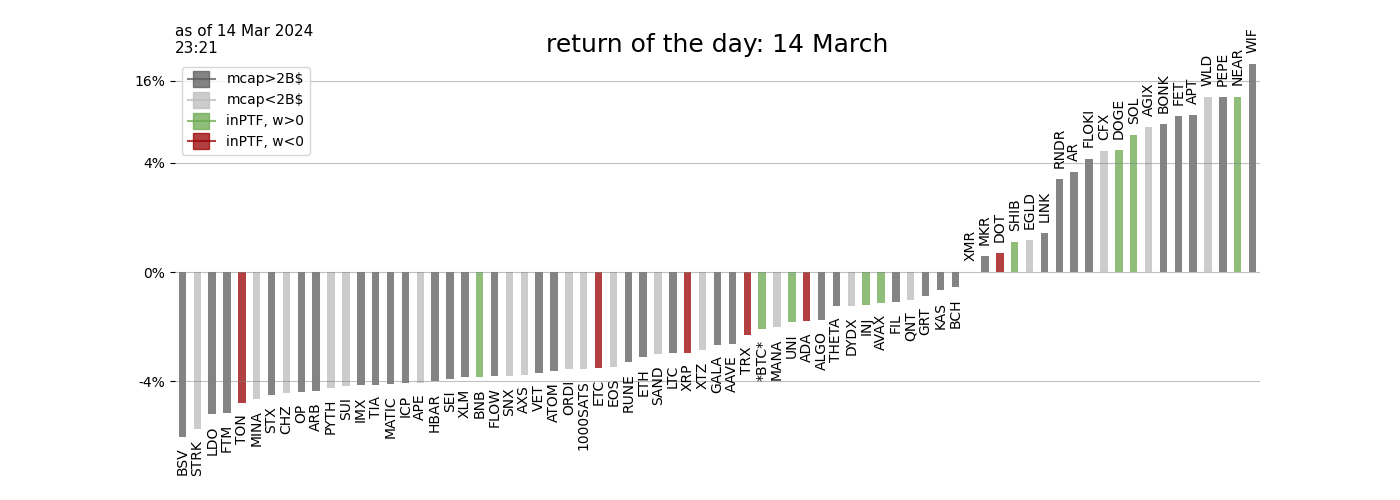 as of 14 Mar 2024
23:21
return of the day: 14 March
mcap>2B$
mcap<2B$
inPTF, w>0
inPTF, w<0
16%
4%
0%
-4%
BSV
STRK
LDO
FTM
TON
MINA
STX
CHZ
OP
ARB
PYTH
SUI
IMX
TIA
MATIC
ICP
APE
HBAR
SEI
XLM
BNB
FLOW
SNX
AXS
VET
ATOM
ORDI
1000SATS
ETC
EOS
RUNE
ETH
SAND
LTC
XRP
XTZ
GALA
AAVE
TRX
*BTC*
MANA
UNI
ADA
ALGO
THETA
DYDX
INJ
AVAX
FIL
QNT
GRT
KAS
BCH
XMR
MKR
DOT
SHIB
EGLD
LINK
RNDR
AR
FLOKI
CFX
DOGE
SOL
AGIX
BONK
FET
APT
WLD
PEPE
NEAR
WIF